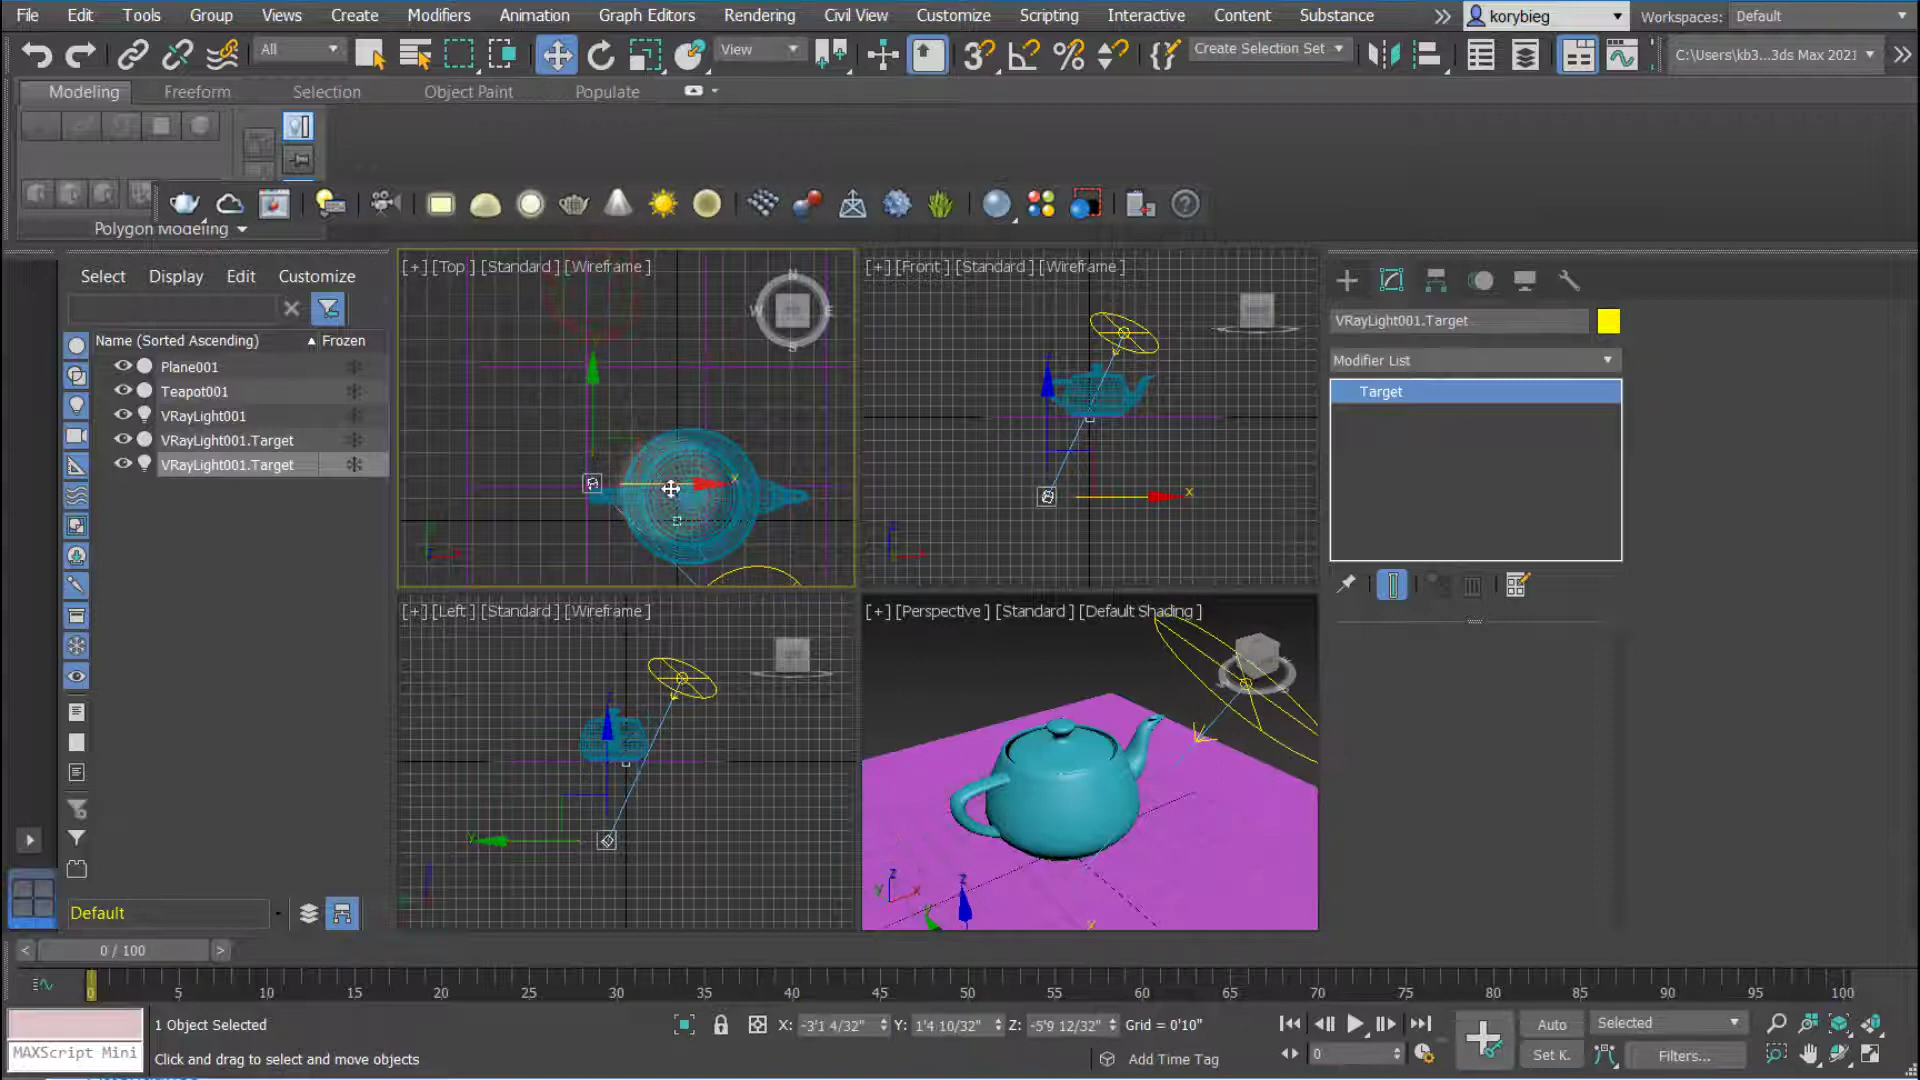 File Edit Tools Group Views Create Modifiers Animation Graph Editors Rendering Civil View Customize Scripting Interactive Content Substance korybieg Workspaces: Default
All View Create Selection Set C:\Users\kb3...3ds Max 2021
Modeling Freeform Selection Object Paint Populate
Polygon Modeling
Select Display Edit Customize
Name (Sorted Ascending) Frozen
Plane001
Teapot001
VRayLight001
VRayLight001.Target
VRayLight001.Target
Default
[+] [Top ] [Standard ] [Wireframe ]
[+] [Front ] [Standard ] [Wireframe ]
[+] [Left ] [Standard ] [Wireframe ]
[+] [Perspective ] [Standard ] [Default Shading ]
VRayLight001.Target
Modifier List
Target
< 0 / 100 >
0 5 10 15 20 25 30 35 40 45 50 55 60 65 70 75 80 85 90 95 100
1 Object Selected X: -3'1 4/32" Y: 1'4 10/32" Z: -5'9 12/32" Grid = 0'10" Auto Selected
MAXScript Mini Click and drag to select and move objects Add Time Tag 0 Set K. Filters...